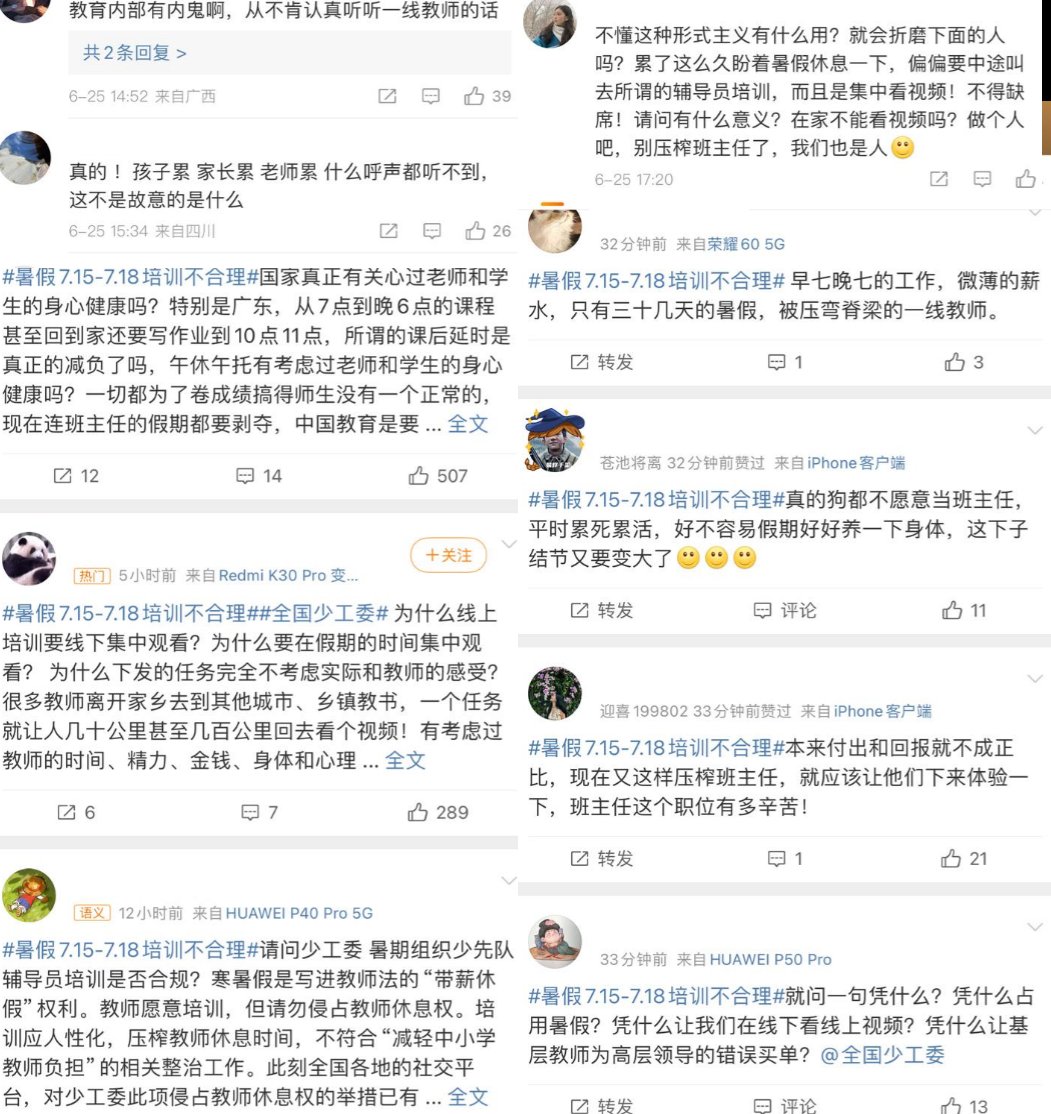 教育内部有内鬼啊，从不肯认真听听一线教师的话
共2条回复 >
6-25 14:52 来自广西
39
真的！孩子累 家长累 老师累 什么呼声都听不到，
这不是故意的是什么
6-25 15:34 来自四川
26
#暑假7.15-7.18培训不合理#国家真正有关心过老师和学
生的身心健康吗？特别是广东，从7点到晚6点的课程
甚至回到家还要写作业到10点11点，所谓的课后延时是
真正的减负了吗，午休午托有考虑过老师和学生的身心
健康吗？一切都为了卷成绩搞得师生没有一个正常的，
现在连班主任的假期都要剥夺，中国教育是要 ... 全文
12 14 507
+关注
热门 5小时前 来自Redmi K30 Pro 变...
#暑假7.15-7.18培训不合理##全国少工委# 为什么线上
培训要线下集中观看？为什么要在假期的时间集中观
看？ 为什么下发的任务完全不考虑实际和教师的感受？
很多教师离开家乡去到其他城市、乡镇教书，一个任务
就让人几十公里甚至几百公里回去看个视频！有考虑过
教师的时间、精力、金钱、身体和心理 ... 全文
6 7 289
语义 12小时前 来自HUAWEI P40 Pro 5G
#暑假7.15-7.18培训不合理#请问少工委 暑期组织少先队
辅导员培训是否合规？寒暑假是写进教师法的“带薪休
假”权利。教师愿意培训，但请勿侵占教师休息权。培
训应人性化，压榨教师休息时间，不符合“减轻中小学
教师负担”的相关整治工作。此刻全国各地的社交平
台，对少工委此项侵占教师休息权的举措已有 ... 全文
不懂这种形式主义有什么用？就会折磨下面的人
吗？累了这么久盼着暑假休息一下，偏偏要中途叫
去所谓的辅导员培训，而且是集中看视频！不得缺
席！请问有什么意义？在家不能看视频吗？做个人
吧，别压榨班主任了，我们也是人🙂
6-25 17:20
32分钟前 来自荣耀60 5G
#暑假7.15-7.18培训不合理# 早七晚七的工作，微薄的薪
水，只有三十几天的暑假，被压弯脊梁的一线教师。
转发 1 3
苍池将离 32分钟前赞过 来自iPhone客户端
#暑假7.15-7.18培训不合理#真的狗都不愿意当班主任，
平时累死累活，好不容易假期好好养一下身体，这下子
结节又要变大了🙂🙂🙂
转发 评论 11
迎喜199802 33分钟前赞过 来自iPhone客户端
#暑假7.15-7.18培训不合理#本来付出和回报就不成正
比，现在又这样压榨班主任，就应该让他们下来体验一
下，班主任这个职位有多辛苦！
转发 1 21
33分钟前 来自HUAWEI P50 Pro
#暑假7.15-7.18培训不合理#就问一句凭什么？凭什么占
用暑假？凭什么让我们在线下看线上视频？凭什么让基
层教师为高层领导的错误买单？@全国少工委
转发 评论 13